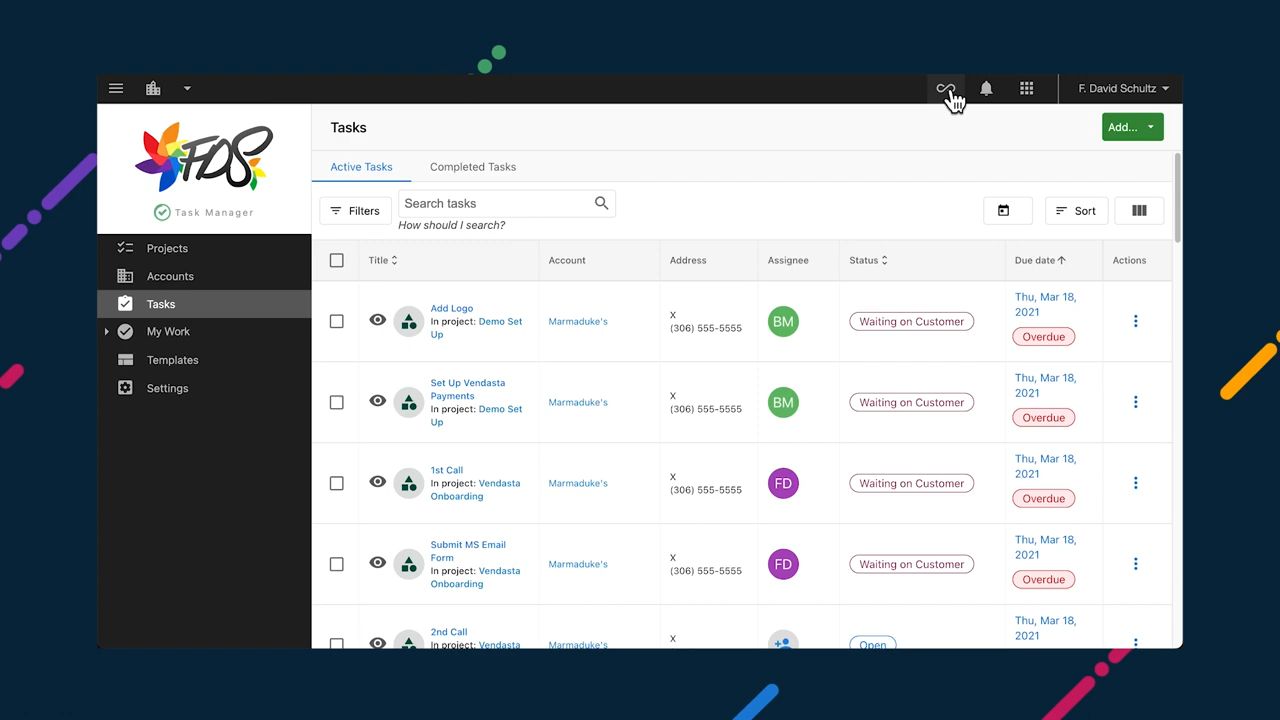 F. David Schultz
FDS
Task Manager
Projects
Accounts
Tasks
My Work
Templates
Settings
Tasks
Add...
Active Tasks
Completed Tasks
Filters
Search tasks
How should I search?
Sort
Title
Account
Address
Assignee
Status
Due date
Actions
Add Logo
In project: Demo Set
Up
Marmaduke's
X
(306) 555-5555
BM
Waiting on Customer
Thu, Mar 18,
2021
Overdue
Set Up Vendasta
Payments
In project: Demo Set
Up
Marmaduke's
X
(306) 555-5555
BM
Waiting on Customer
Thu, Mar 18,
2021
Overdue
1st Call
In project: Vendasta
Onboarding
Marmaduke's
X
(306) 555-5555
FD
Waiting on Customer
Thu, Mar 18,
2021
Overdue
Submit MS Email
Form
In project: Vendasta
Onboarding
Marmaduke's
X
(306) 555-5555
FD
Waiting on Customer
Thu, Mar 18,
2021
Overdue
2nd Call
In project: Vendasta
Marmaduke's
X
Open
Thu, Mar 18,
2021